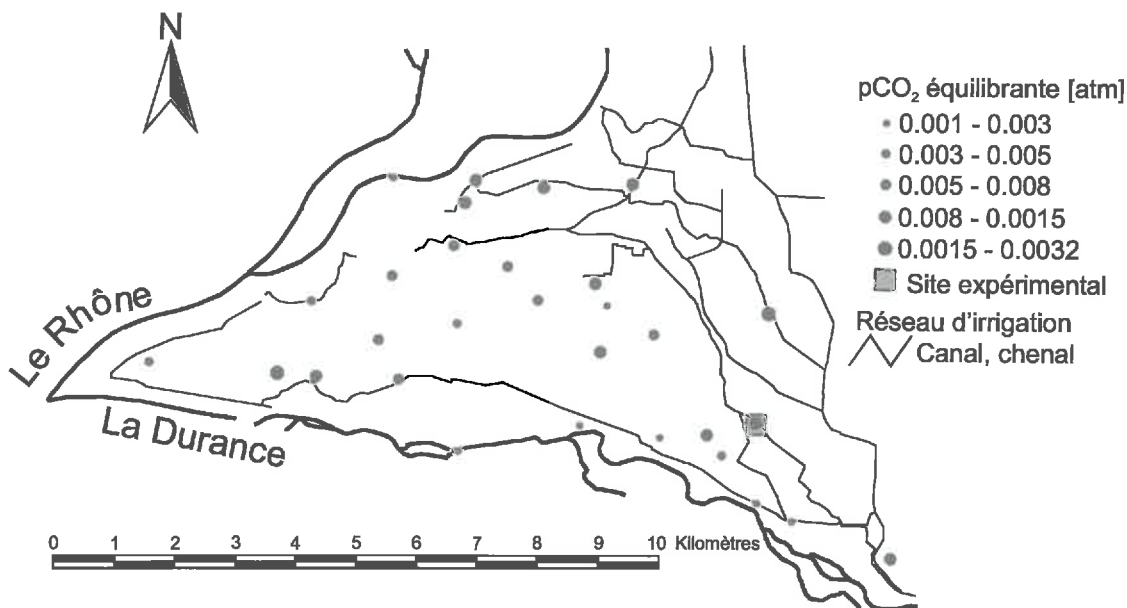 N
pCO₂ équilibrante [atm]
0.001 - 0.003
0.003 - 0.005
0.005 - 0.008
0.008 - 0.0015
0.0015 - 0.0032
Site expérimental
Réseau d'irrigation
Canal, chenal
Le Rhône
La Durance
0 1 2 3 4 5 6 7 8 9 10 Kilomètres